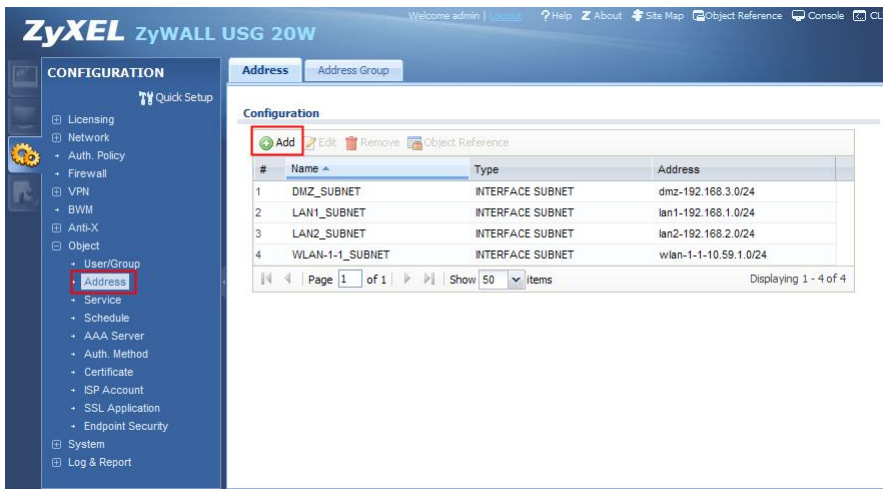 Welcome admin | Logout ?Help Z About Site Map Object Reference Console CL
ZyXEL ZyWALL USG 20W
CONFIGURATION
Quick Setup
Licensing
Network
Auth. Policy
Firewall
VPN
BWM
Anti-X
Object
User/Group
Address
Service
Schedule
AAA Server
Auth. Method
Certificate
ISP Account
SSL Application
Endpoint Security
System
Log & Report
Address Address Group
Configuration
Add Edit Remove Object Reference
# Name Type Address
1 DMZ_SUBNET INTERFACE SUBNET dmz-192.168.3.0/24
2 LAN1_SUBNET INTERFACE SUBNET lan1-192.168.1.0/24
3 LAN2_SUBNET INTERFACE SUBNET lan2-192.168.2.0/24
4 WLAN-1-1_SUBNET INTERFACE SUBNET wlan-1-1-10.59.1.0/24
Page 1 of 1 Show 50 items Displaying 1 - 4 of 4